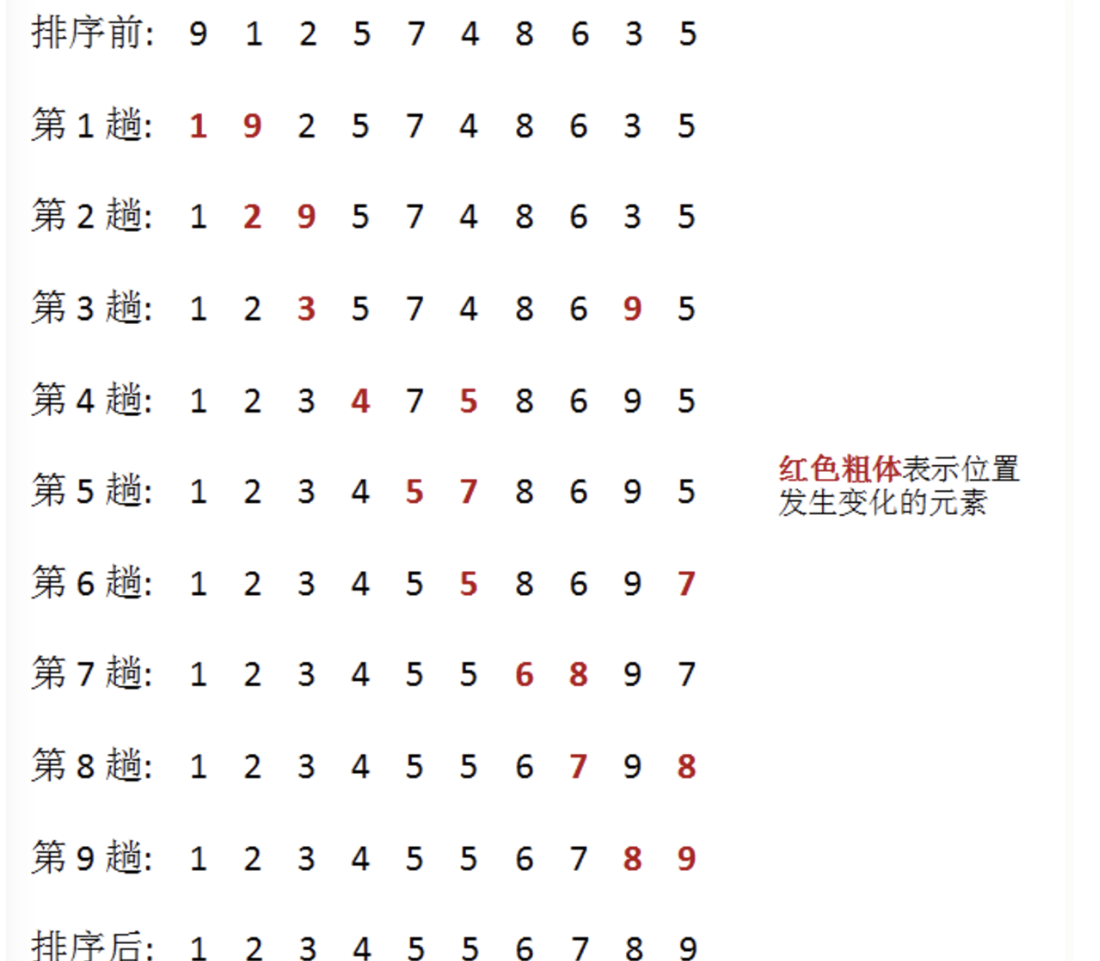 排序前: 9 1 2 5 7 4 8 6 3 5
第 1 趟: 1 9 2 5 7 4 8 6 3 5
第 2 趟: 1 2 9 5 7 4 8 6 3 5
第 3 趟: 1 2 3 5 7 4 8 6 9 5
第 4 趟: 1 2 3 4 7 5 8 6 9 5
红色粗体表示位置
发生变化的元素
第 5 趟: 1 2 3 4 5 7 8 6 9 5
第 6 趟: 1 2 3 4 5 5 8 6 9 7
第 7 趟: 1 2 3 4 5 5 6 8 9 7
第 8 趟: 1 2 3 4 5 5 6 7 9 8
第 9 趟: 1 2 3 4 5 5 6 7 8 9
排序后: 1 2 3 4 5 5 6 7 8 9